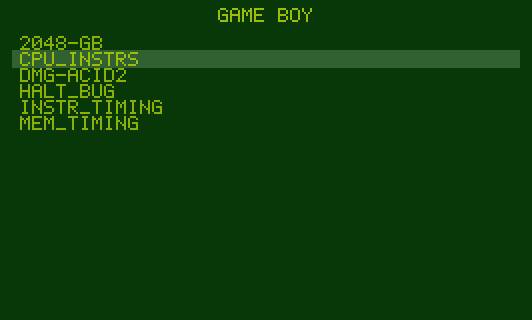 GAME BOY
2048-GB
CPU_INSTRS
DMG-ACID2
HALT_BUG
INSTR_TIMING
MEM_TIMING